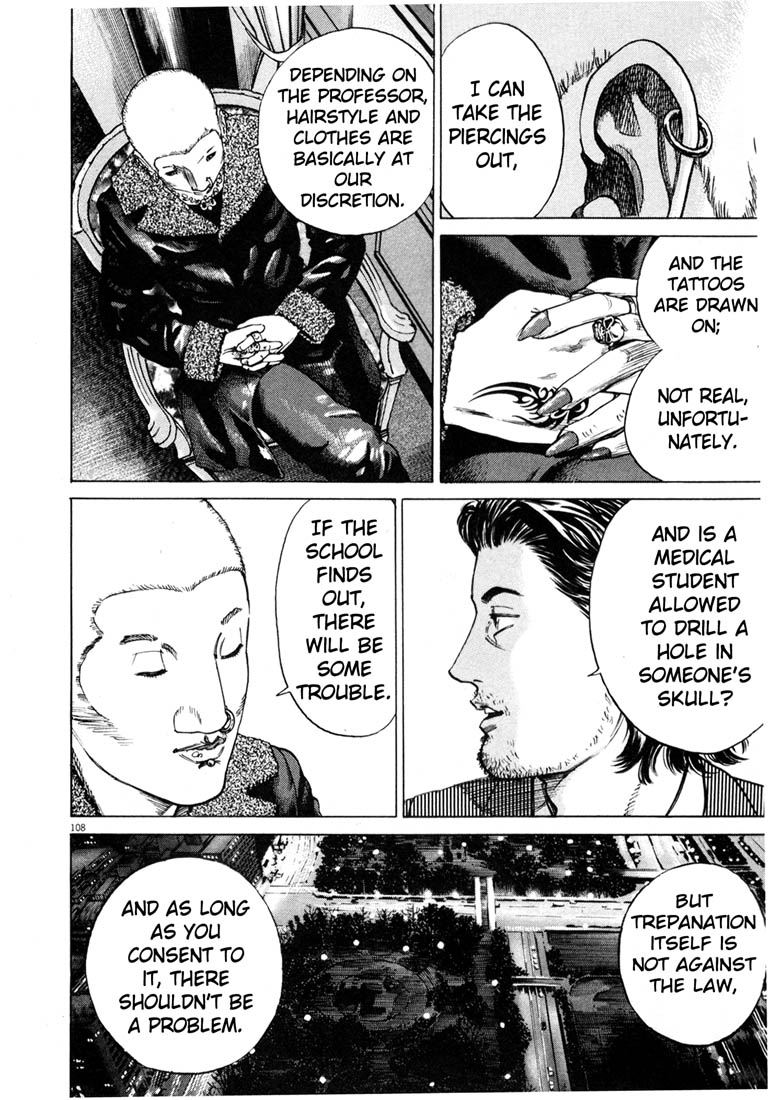 I CAN
TAKE THE
PIERCINGS
OUT,
AND THE
TATTOOS
ARE DRAWN
ON;
NOT REAL,
UNFORTU-
NATELY.
DEPENDING ON
THE PROFESSOR,
HAIRSTYLE AND
CLOTHES ARE
BASICALLY AT
OUR
DISCRETION.
AND IS A
MEDICAL
STUDENT
ALLOWED
TO DRILL A
HOLE IN
SOMEONE'S
SKULL?
IF THE
SCHOOL
FINDS
OUT,
THERE
WILL BE
SOME
TROUBLE.
108
BUT
TREPANATION
ITSELF IS
NOT AGAINST
THE LAW,
AND AS LONG
AS YOU
CONSENT TO
IT, THERE
SHOULDN'T BE
A PROBLEM.